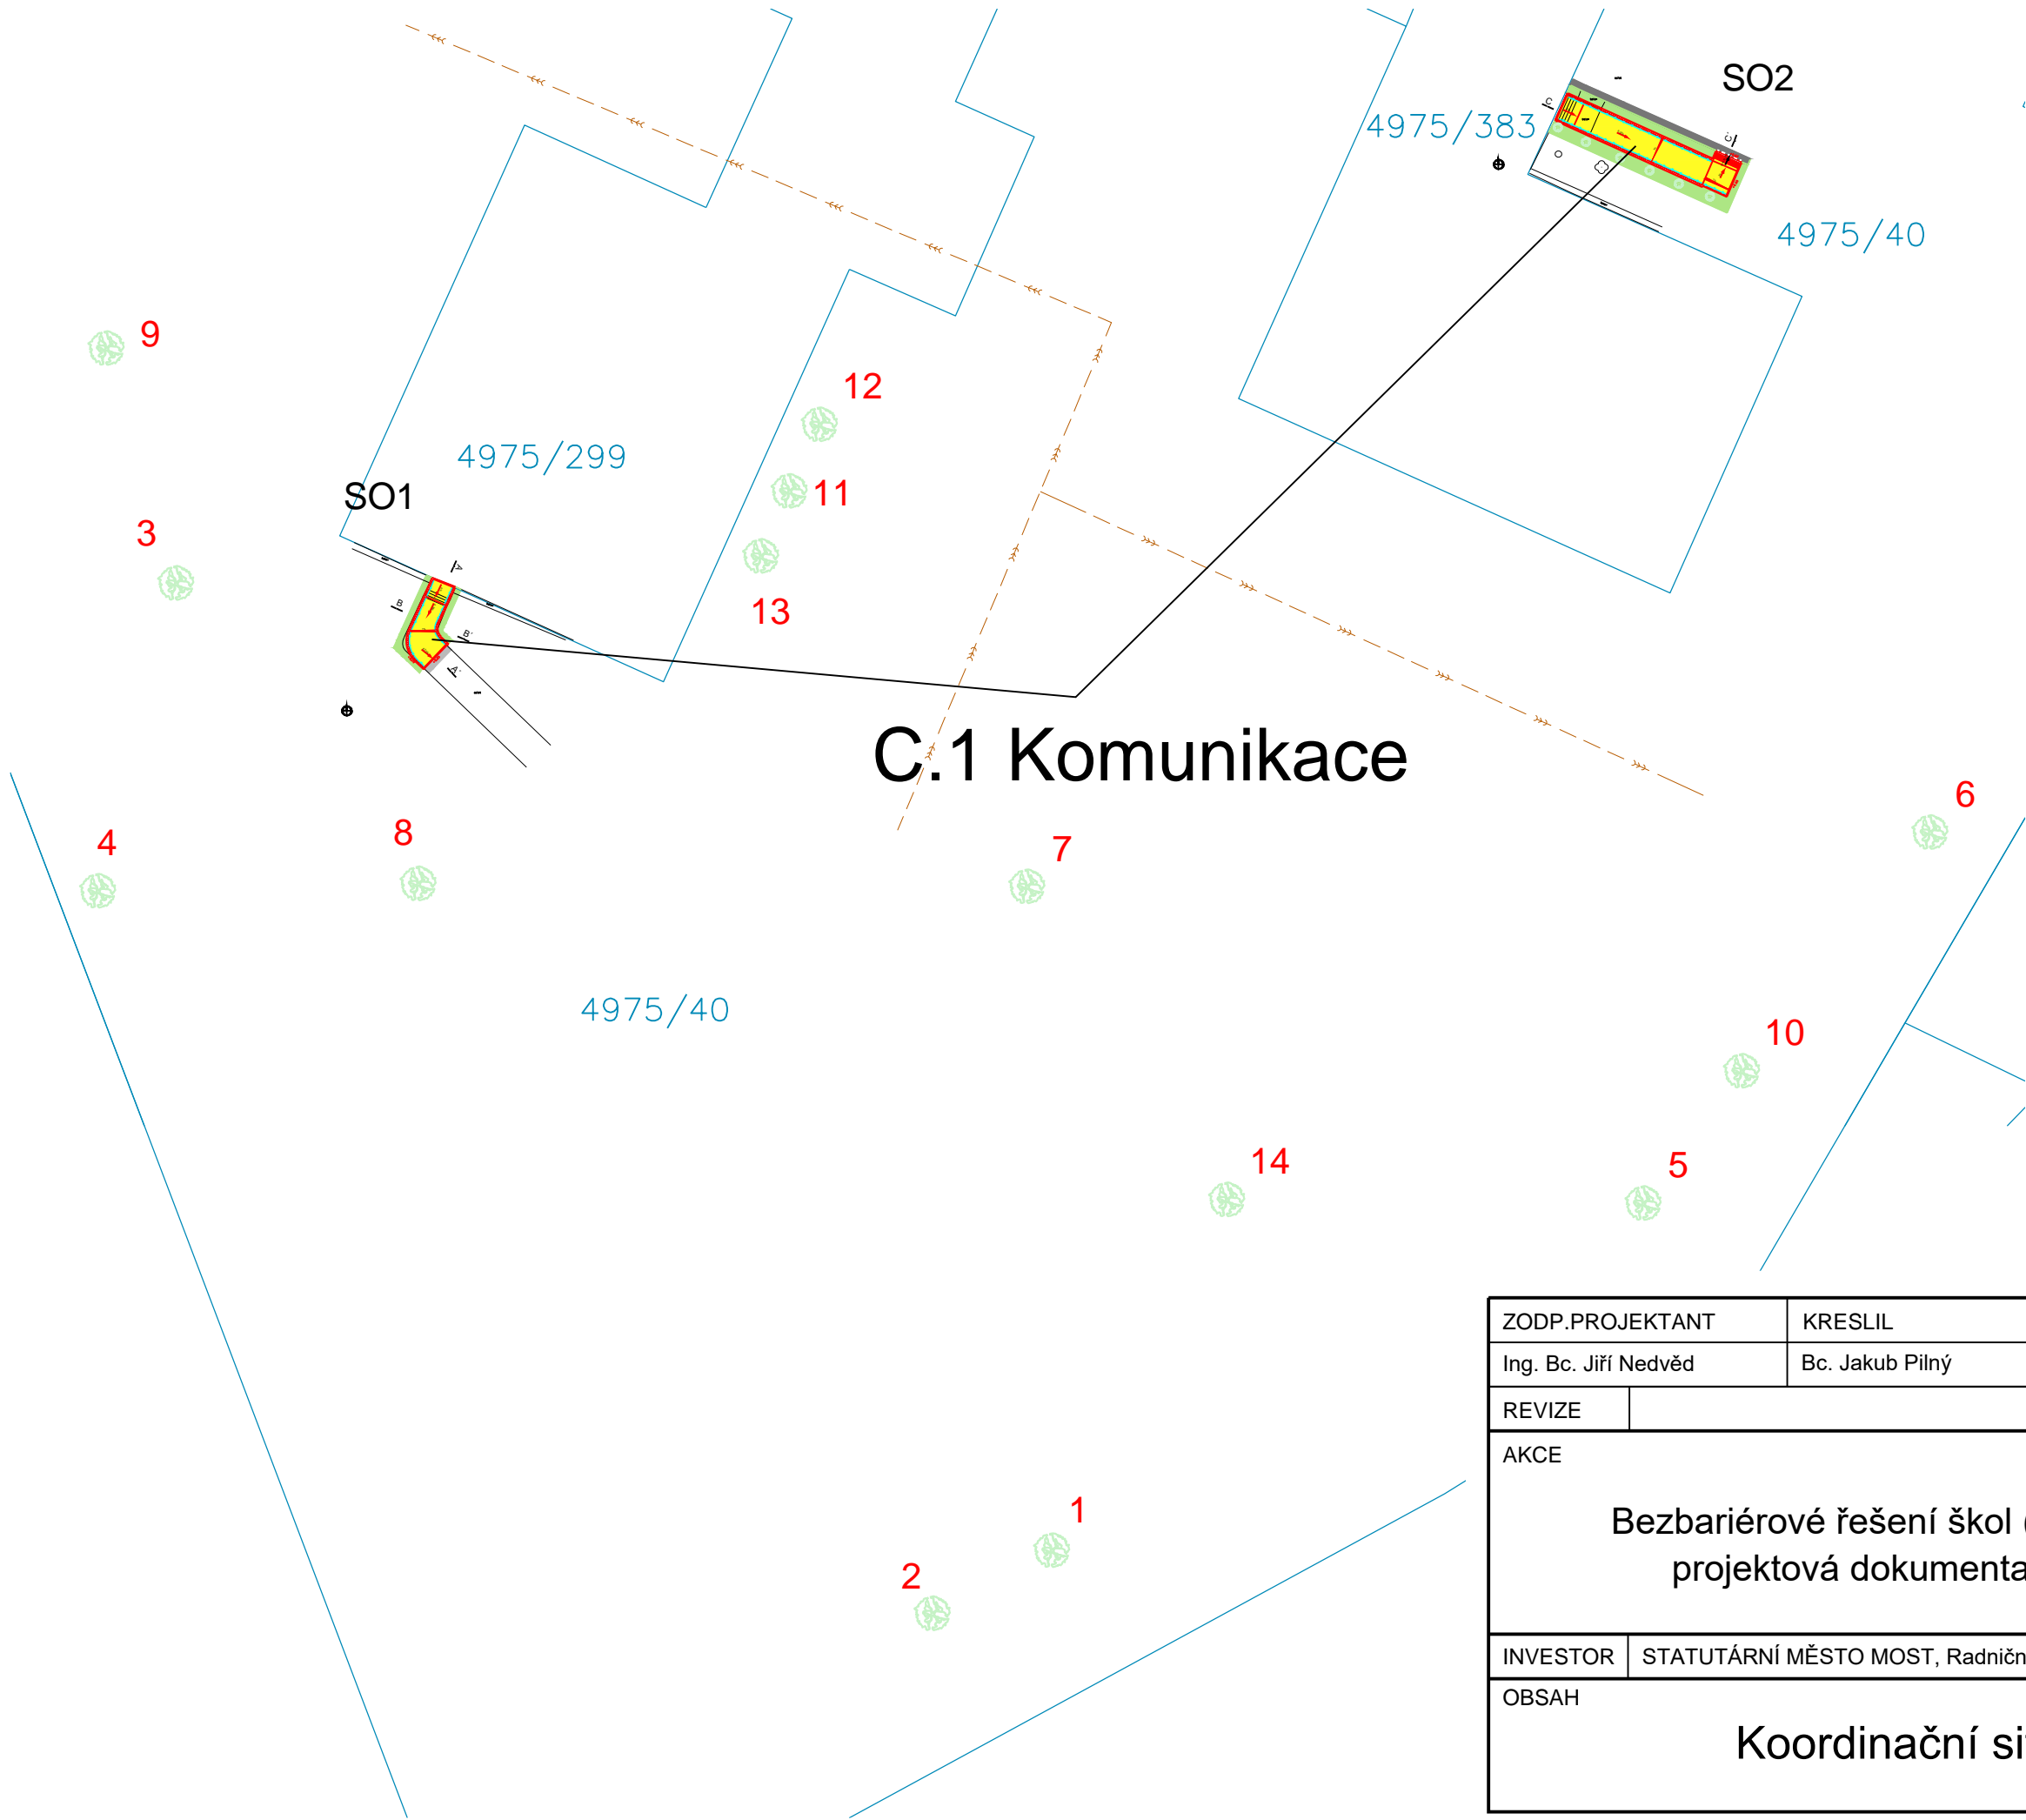 SO2
4975/383
4975/40
9
12
4975/299
11
SO1
3
13
C
C'
A
B
B'
A'
C.1 Komunikace
6
4
8
7
4975/40
10
14
5
1
2
ZODP.PROJEKTANT KRESLIL
Ing. Bc. Jiří Nedvěd Bc. Jakub Pilný
REVIZE
AKCE
Bezbariérové řešení škol
projektová dokumenta
INVESTOR STATUTÁRNÍ MĚSTO MOST, Radničn
OBSAH
Koordinační si